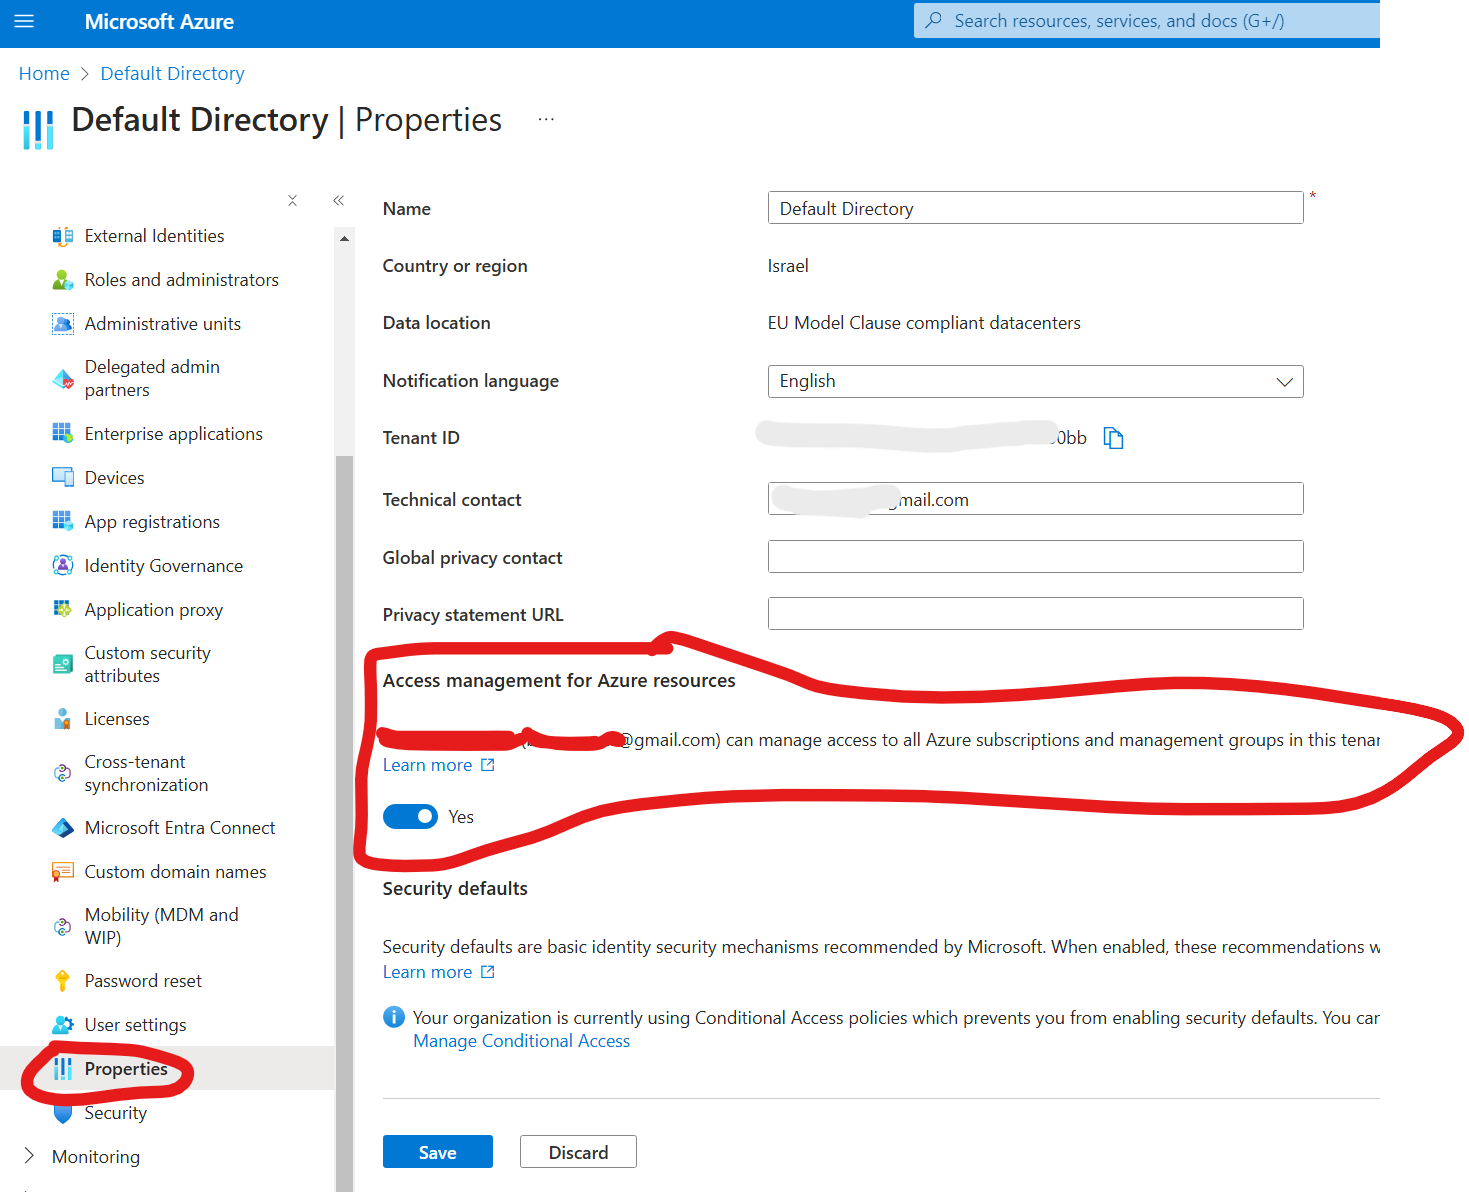 Microsoft Azure
Search resources, services, and docs (G+/)
Home > Default Directory
Default Directory | Properties ...
External Identities
Roles and administrators
Administrative units
Delegated admin
partners
Enterprise applications
Devices
App registrations
Identity Governance
Application proxy
Custom security
attributes
Licenses
Cross-tenant
synchronization
Microsoft Entra Connect
Custom domain names
Mobility (MDM and
WIP)
Password reset
User settings
Properties
Security
Monitoring
Name
Default Directory *
Country or region
Israel
Data location
EU Model Clause compliant datacenters
Notification language
English
Tenant ID
0bb
Technical contact
gmail.com
Global privacy contact
Privacy statement URL
Access management for Azure resources
@gmail.com) can manage access to all Azure subscriptions and management groups in this tenan
Learn more
Yes
Security defaults
Security defaults are basic identity security mechanisms recommended by Microsoft. When enabled, these recommendations w
Learn more
Your organization is currently using Conditional Access policies which prevents you from enabling security defaults. You can
Manage Conditional Access
Save
Discard